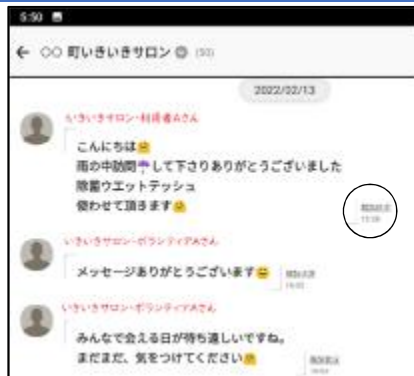 5:50
← ○○ 町いきいきサロン (50)
2022/02/13
いきいきサロン・利用者Aさん
こんにちは😊
雨の中訪問☔して下さりありがとうございました
除菌ウエットテッシュ
使わせて頂きます😊
いきいきサロン・ボランティアAさん
メッセージありがとうございます😄
いきいきサロン・ボランティアAさん
みんなで会える日が待ち遠しいですね。
まだまだ、気をつけてください😊